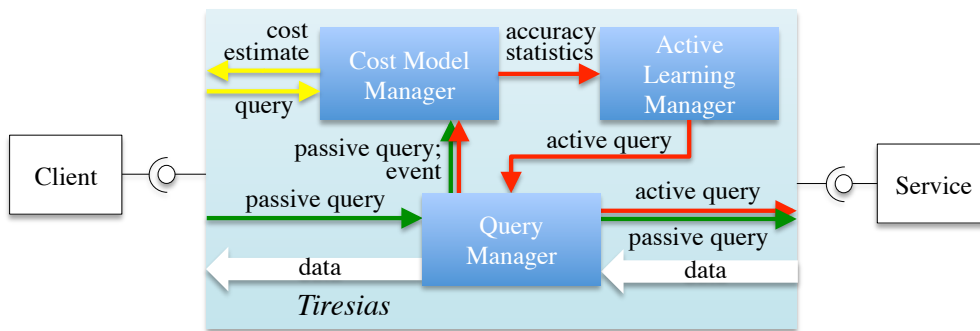 cost
estimate
query
Cost Model
Manager
accuracy
statistics
Active
Learning
Manager
Client
passive query;
event
active query
passive query
Query
Manager
active query
passive query
data
data
Service
Tiresias